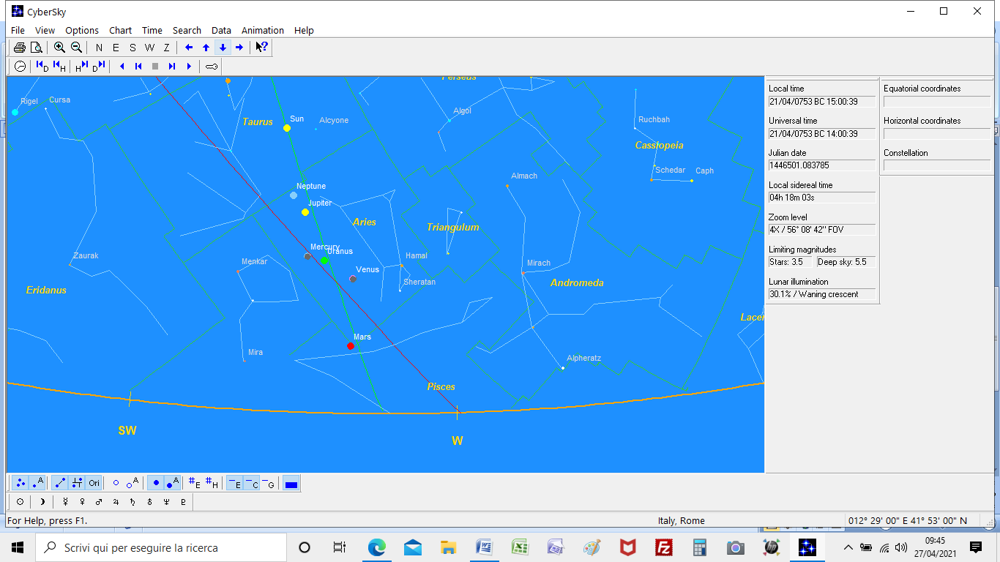 CyberSky
File View Options Chart Time Search Data Animation Help
N E S W Z
D H H D
Perseus
Rigel Cursa
Taurus Sun Alcyone Algol Ruchbah
Cassiopeia
Almach Schedar Caph
Neptune
Jupiter
Aries Triangulum
Mercury
Uranus
Zaurak Menkar Venus Hamal Mirach
Sheratan
Eridanus Andromeda
Mars
Mira Alpheratz
Pisces
SW
W
Local time
21/04/0753 BC 15:00:39
Universal time
21/04/0753 BC 14:00:39
Julian date
1446501.083785
Local sidereal time
04h 18m 03s
Zoom level
4X / 56° 08' 42'' FOV
Limiting magnitudes
Stars: 3.5 Deep sky: 5.5
Lunar illumination
30.1% / Waning crescent
Equatorial coordinates
Horizontal coordinates
Constellation
A Ori A A E H E C G
☉ ☽ ☿ ♀ ♂ ♃ ♄ ♅ ♆ ♇
For Help, press F1. Italy, Rome 012° 29' 00" E 41° 53' 00" N
Scrivi qui per eseguire la ricerca
09:45
27/04/2021